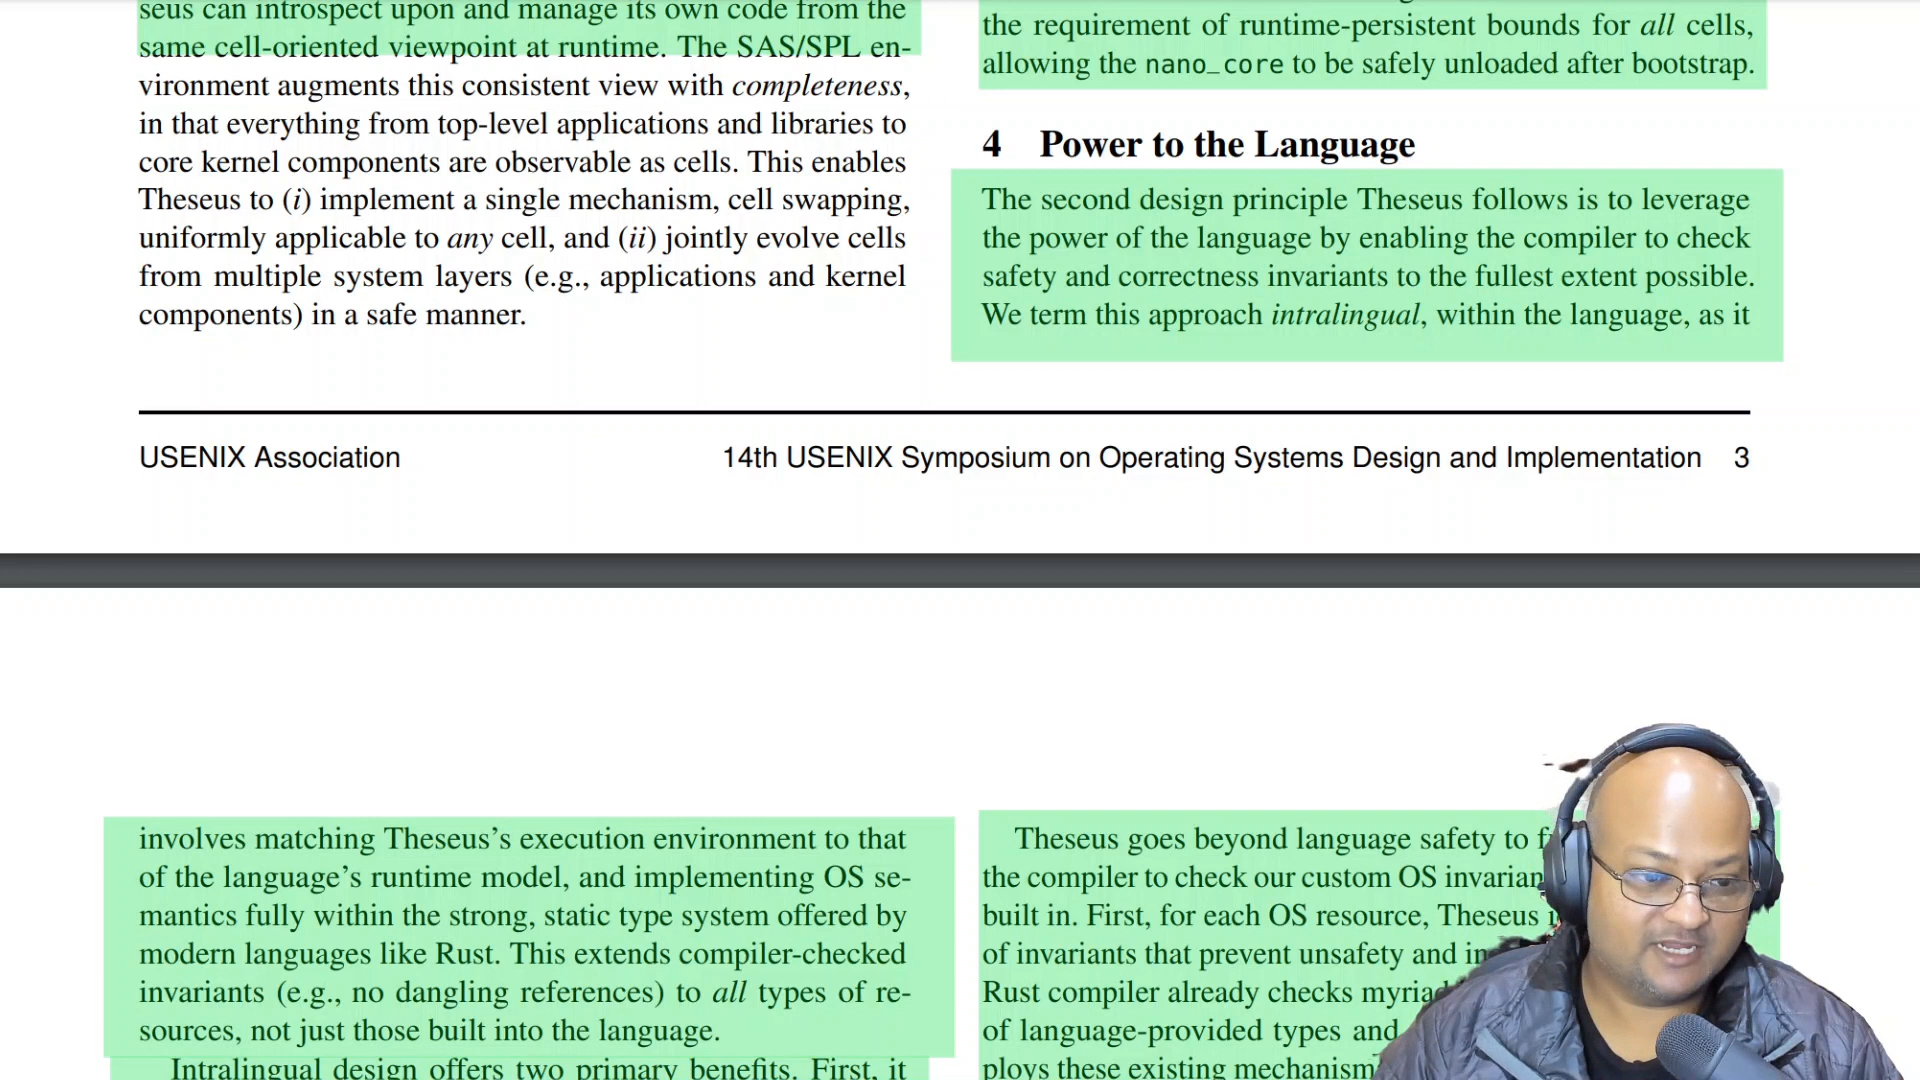 seus can introspect upon and manage its own code from the
same cell-oriented viewpoint at runtime. The SAS/SPL en-
vironment augments this consistent view with completeness,
in that everything from top-level applications and libraries to
core kernel components are observable as cells. This enables
Theseus to (i) implement a single mechanism, cell swapping,
uniformly applicable to any cell, and (ii) jointly evolve cells
from multiple system layers (e.g., applications and kernel
components) in a safe manner.
the requirement of runtime-persistent bounds for all cells,
allowing the nano_core to be safely unloaded after bootstrap.
4 Power to the Language
The second design principle Theseus follows is to leverage
the power of the language by enabling the compiler to check
safety and correctness invariants to the fullest extent possible.
We term this approach intralingual, within the language, as it
USENIX Association
14th USENIX Symposium on Operating Systems Design and Implementation 3
involves matching Theseus's execution environment to that
of the language's runtime model, and implementing OS se-
mantics fully within the strong, static type system offered by
modern languages like Rust. This extends compiler-checked
invariants (e.g., no dangling references) to all types of re-
sources, not just those built into the language.
Intralingual design offers two primary benefits. First, it
Theseus goes beyond language safety to
the compiler to check our custom OS
built in. First, for each OS resource, Theseus
of invariants that prevent unsafety and
Rust compiler already checks
of language-provided types and
ploys these existing